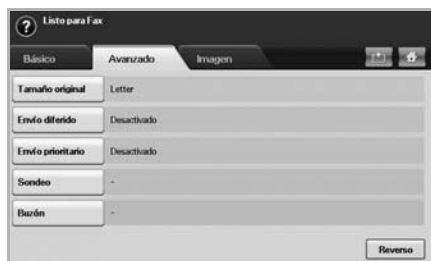 ? Listo para Fax
Básico Avanzado Imagen
Tamaño original Letter
Envío diferido Desactivado
Envío prioritario Desactivado
Sondeo -
Buzón -
Reverso